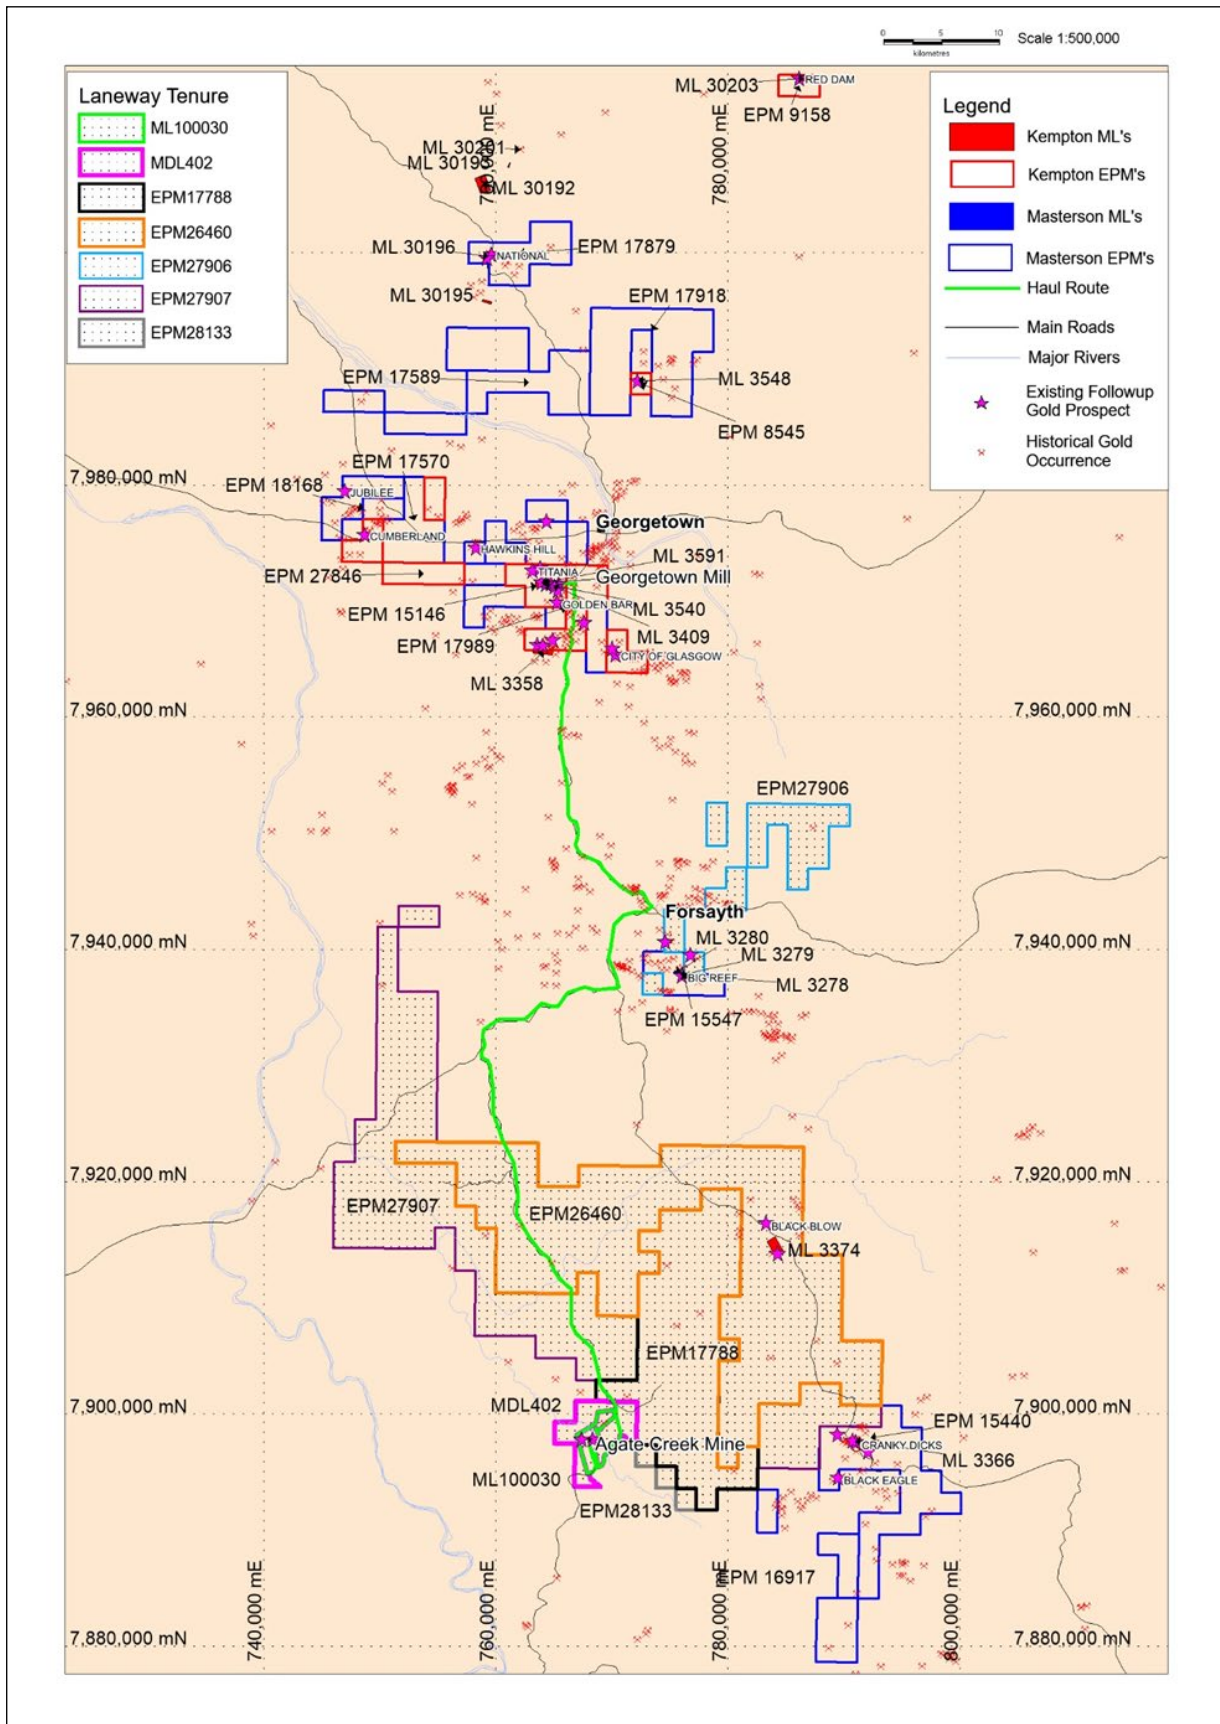 0 5 10
kilometres
Scale 1:500,000
Laneway Tenure
ML100030
MDL402
EPM17788
EPM26460
EPM27906
EPM27907
EPM28133
Legend
Kempton ML's
Kempton EPM's
Masterson ML's
Masterson EPM's
Haul Route
Main Roads
Major Rivers
Existing Followup
Gold Prospect
Historical Gold
Occurrence
ML 30203
RED DAM
EPM 9158
780,000 mE
ML 30201
ML 30192
ML 30196
NATIONAL
EPM 17879
ML 30195
EPM 17918
EPM 17589
ML 3548
EPM 8545
7,980,000 mN
EPM 17570
EPM 18168
JUBILEE
CUMBERLAND
HAWKINS HILL
Georgetown
TITANIA
ML 3591
Georgetown Mill
EPM 27846
EPM 15146
GOLDEN BAR
ML 3540
EPM 17989
ML 3409
CITY OF GLASGOW
ML 3358
7,960,000 mN
7,960,000 mN
EPM27906
Forsayth
7,940,000 mN
7,940,000 mN
ML 3280
ML 3279
BIG REEF
ML 3278
EPM 15547
7,920,000 mN
7,920,000 mN
EPM27907
EPM26460
BLACK BLOW
ML 3374
EPM17788
7,900,000 mN
7,900,000 mN
MDL402
EPM 15440
Agate Creek Mine
CRANKY DICKS
ML 3366
ML100030
BLACK EAGLE
EPM28133
EPM 16917
740,000 mE
760,000 mE
780,000 mE
800,000 mE
7,880,000 mN
7,880,000 mN